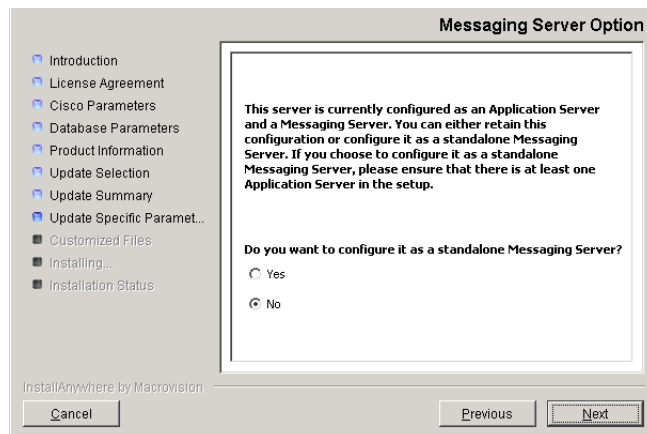 Messaging Server Option
Introduction
License Agreement
Cisco Parameters
Database Parameters
Product Information
Update Selection
Update Summary
Update Specific Paramet...
Customized Files
Installing...
Installation Status
This server is currently configured as an Application Server
and a Messaging Server. You can either retain this
configuration or configure it as a standalone Messaging
Server. If you choose to configure it as a standalone
Messaging Server, please ensure that there is at least one
Application Server in the setup.
Do you want to configure it as a standalone Messaging Server?
Yes
No
InstallAnywhere by Macrovision
Cancel
Previous
Next